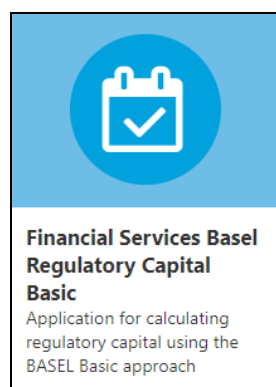 Financial Services Basel
Regulatory Capital
Basic
Application for calculating
regulatory capital using the
BASEL Basic approach